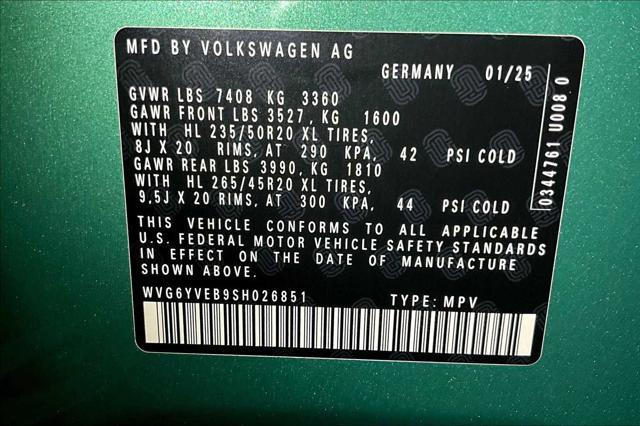 MFD BY VOLKSWAGEN AG
GERMANY 01/25
GVWR LBS 7408 KG 3360
GAWR FRONT LBS 3527, KG 1600
WITH HL 235/50R20 XL TIRES,
8J X 20 RIMS, AT 290 KPA, 42 PSI COLD
GAWR REAR LBS 3990, KG 1810
WITH HL 265/45R20 XL TIRES,
9,5J X 20 RIMS, AT 300 KPA, 44 PSI COLD
THIS VEHICLE CONFORMS TO ALL APPLICABLE
U.S. FEDERAL MOTOR VEHICLE SAFETY STANDARDS
IN EFFECT ON THE DATE OF MANUFACTURE
SHOWN ABOVE
WVG6YVEB9SH026851 TYPE: MPV
0344761 U008 0